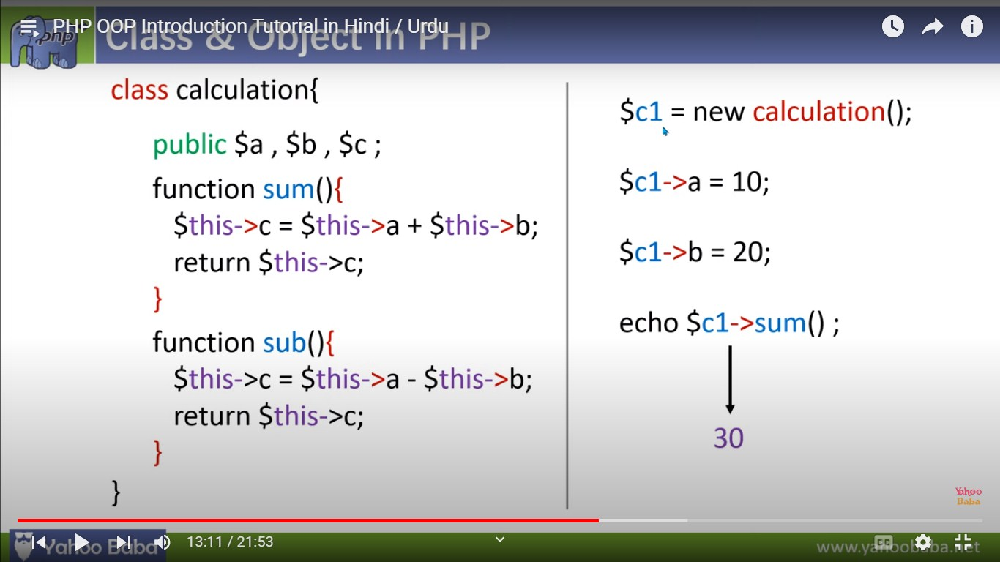 PHP OOP Introduction Tutorial in Hindi / Urdu
php
Class & Object in PHP
class calculation{
public $a , $b , $c ;
function sum(){
$this->c = $this->a + $this->b;
return $this->c;
}
function sub(){
$this->c = $this->a - $this->b;
return $this->c;
}
}
$c1 = new calculation();
$c1->a = 10;
$c1->b = 20;
echo $c1->sum() ;
30
Yahoo
Baba
Yahoo Baba
13:11 / 21:53
CC
www.yahoobaba.net